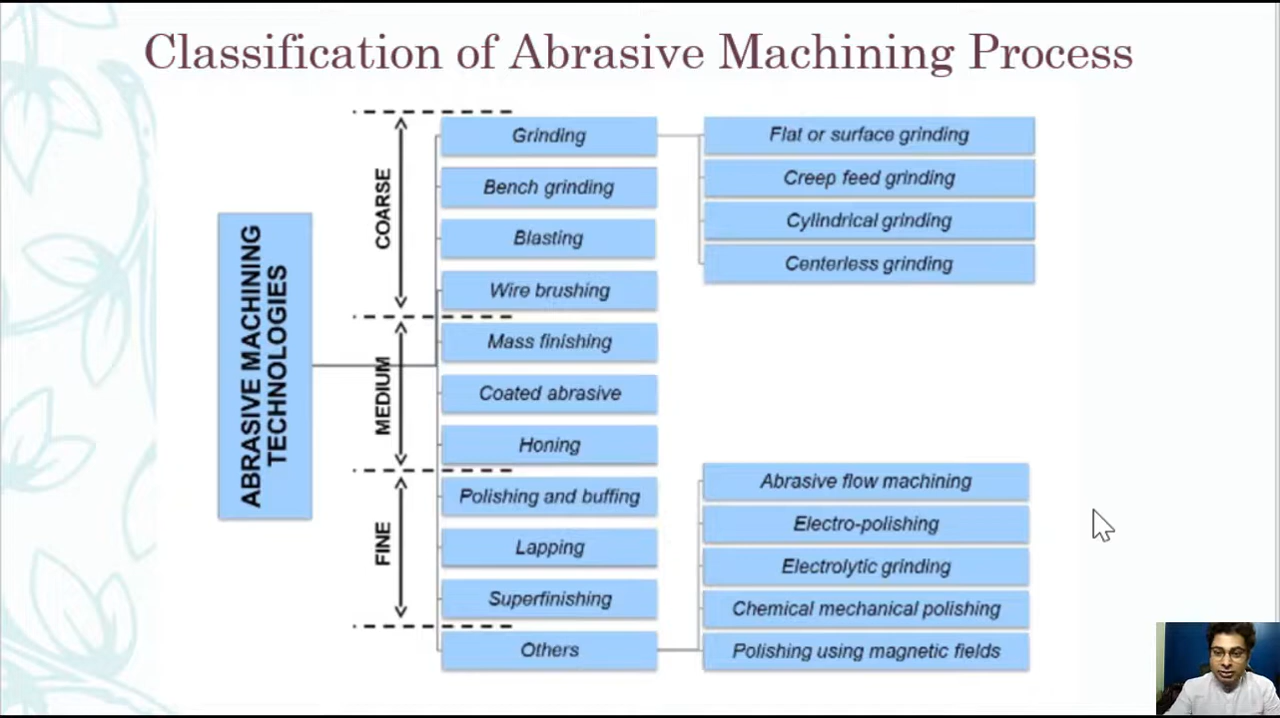 Classification of Abrasive Machining Process
ABRASIVE MACHINING
TECHNOLOGIES
COARSE
Grinding
Bench grinding
Blasting
Wire brushing
Flat or surface grinding
Creep feed grinding
Cylindrical grinding
Centerless grinding
MEDIUM
Mass finishing
Coated abrasive
Honing
FINE
Polishing and buffing
Lapping
Superfinishing
Others
Abrasive flow machining
Electro-polishing
Electrolytic grinding
Chemical mechanical polishing
Polishing using magnetic fields